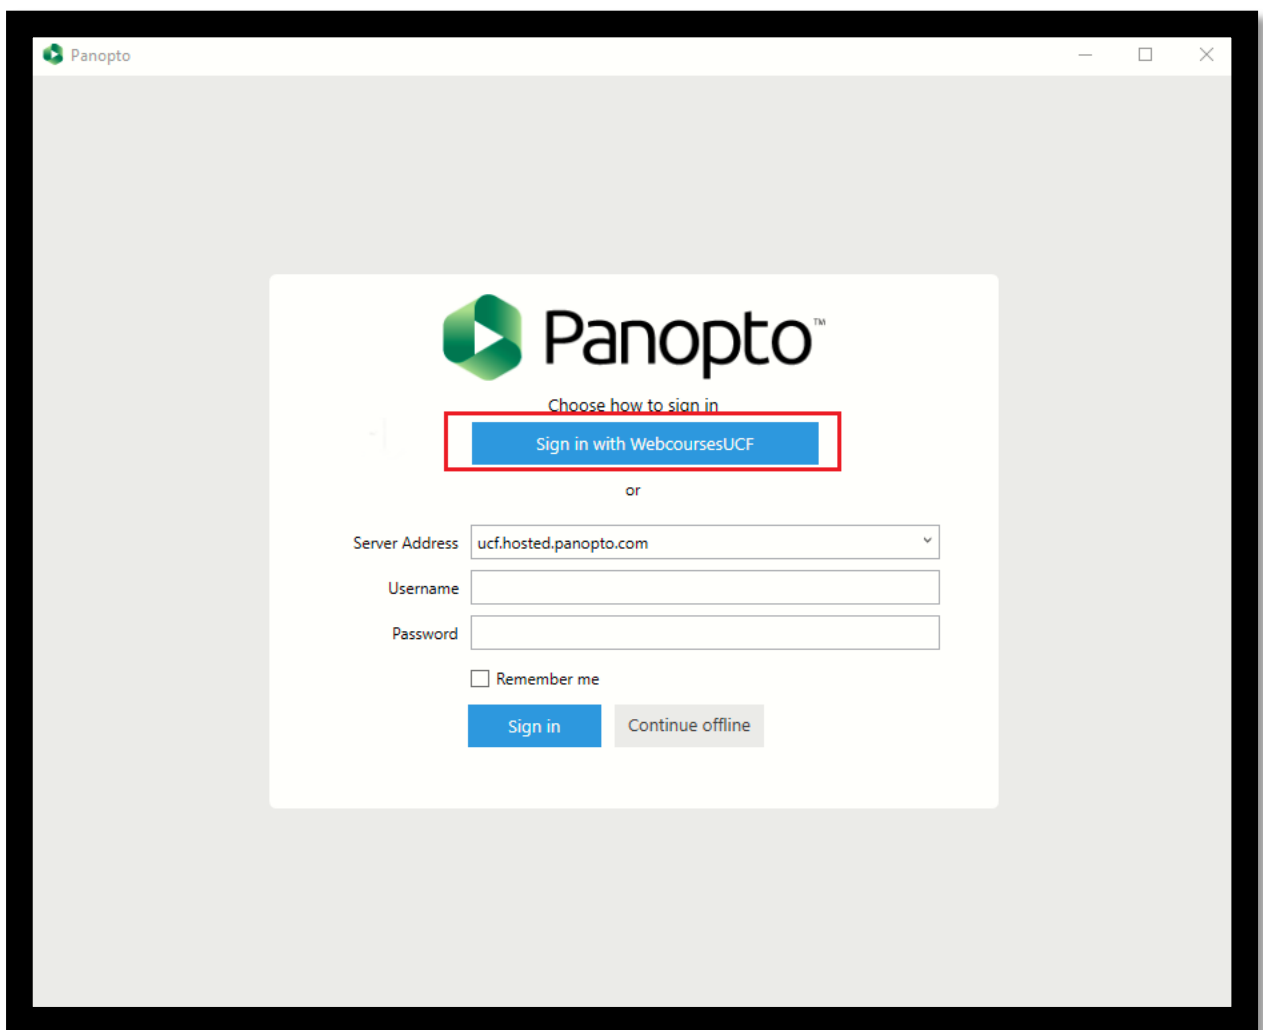 Panopto
Panopto™
Choose how to sign in
Sign in with WebcoursesUCF
or
Server Address ucf.hosted.panopto.com
Username
Password
Remember me
Sign in Continue offline